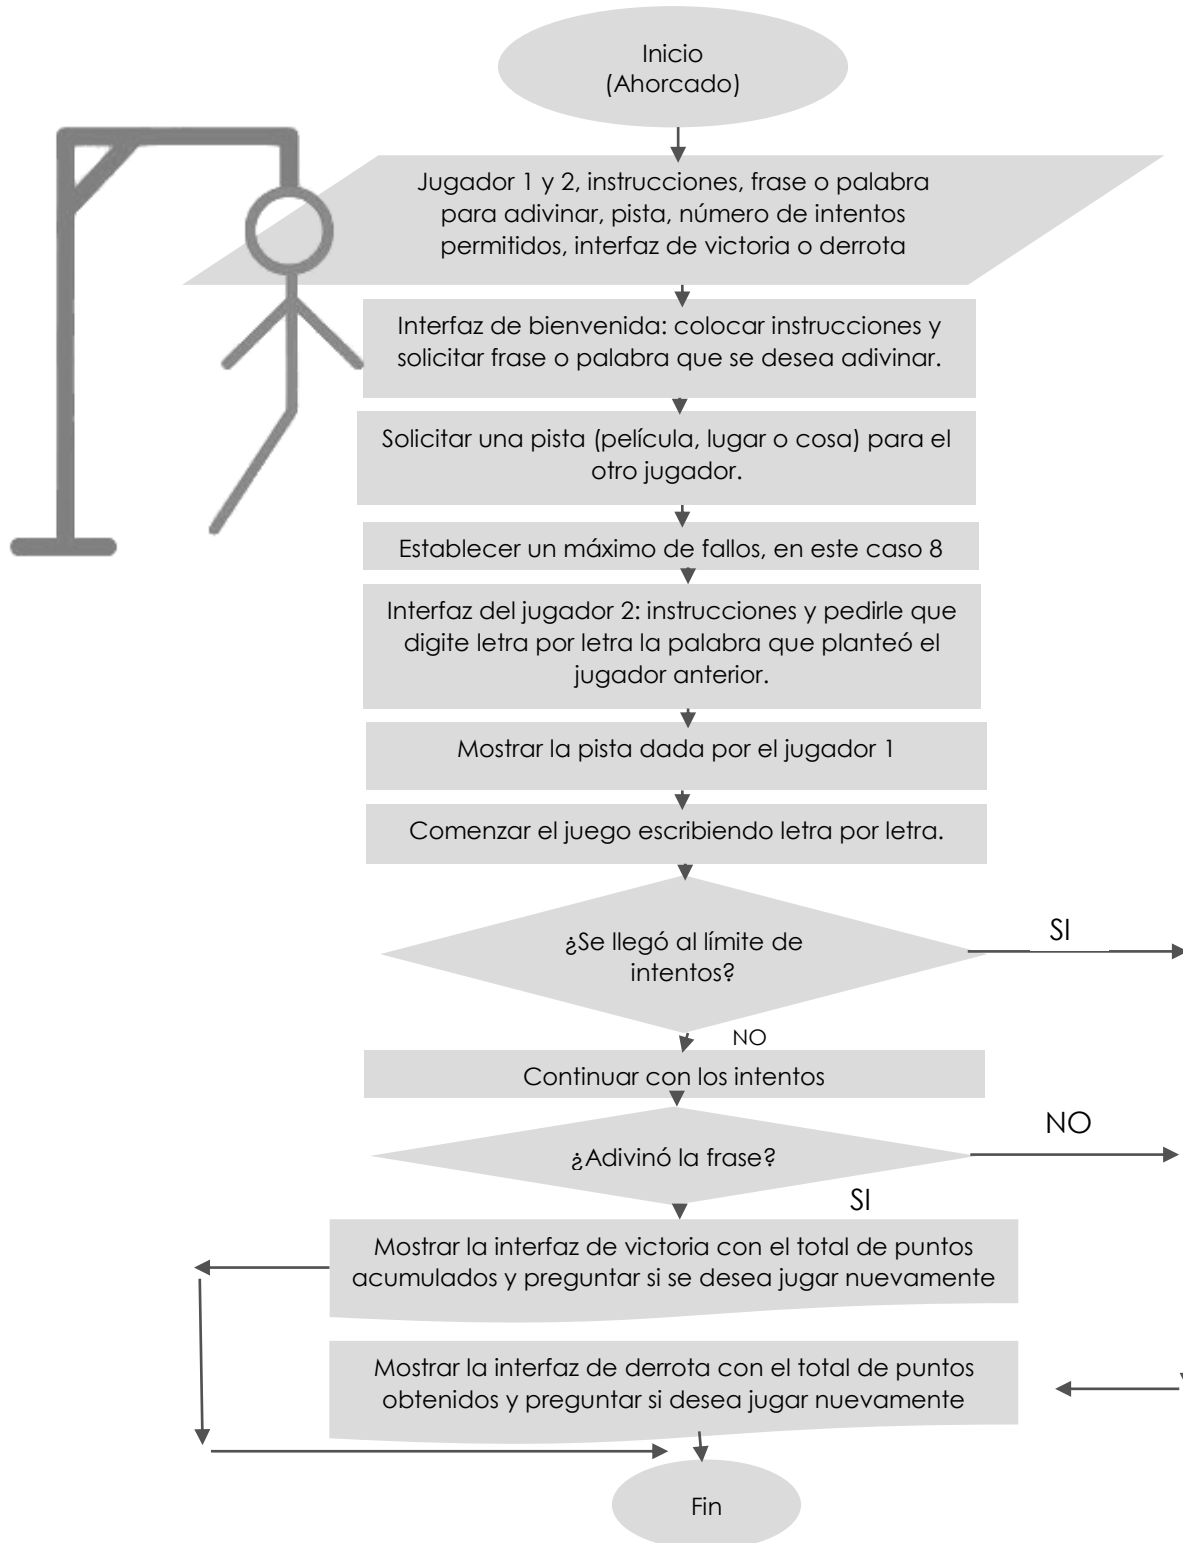 Inicio
(Ahorcado)
Jugador 1 y 2, instrucciones, frase o palabra
para adivinar, pista, número de intentos
permitidos, interfaz de victoria o derrota
Interfaz de bienvenida: colocar instrucciones y
solicitar frase o palabra que se desea adivinar.
Solicitar una pista (película, lugar o cosa) para el
otro jugador.
Establecer un máximo de fallos, en este caso 8
Interfaz del jugador 2: instrucciones y pedirle que
digite letra por letra la palabra que planteó el
jugador anterior.
Mostrar la pista dada por el jugador 1
Comenzar el juego escribiendo letra por letra.
¿Se llegó al límite de
intentos?
SI
NO
Continuar con los intentos
¿Adivinó la frase?
NO
SI
Mostrar la interfaz de victoria con el total de puntos
acumulados y preguntar si se desea jugar nuevamente
Mostrar la interfaz de derrota con el total de puntos
obtenidos y preguntar si desea jugar nuevamente
Fin